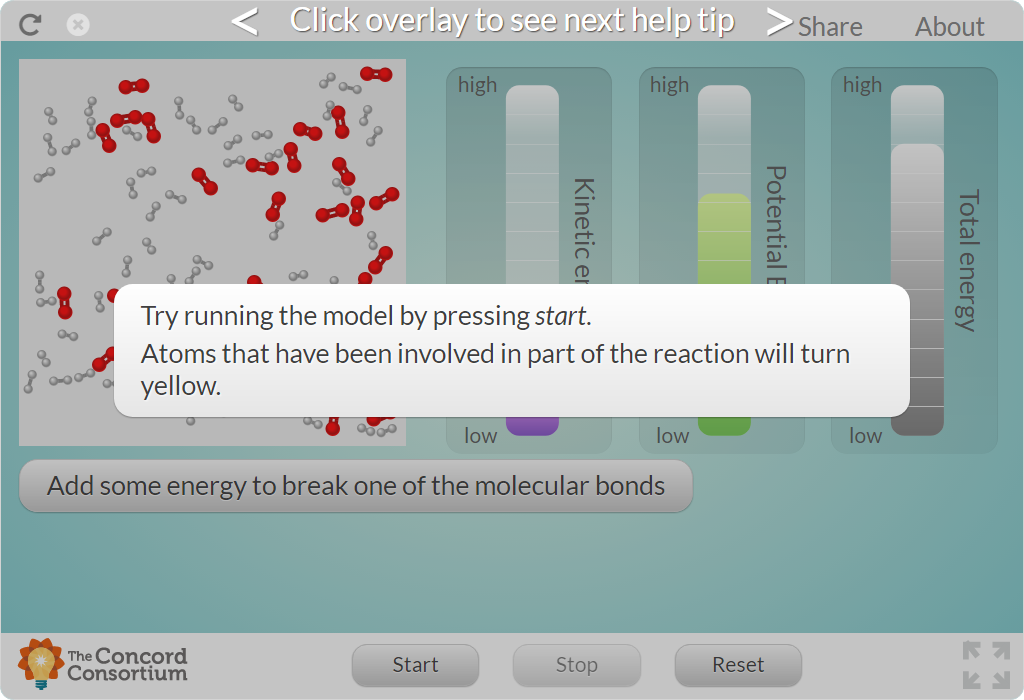 < Click overlay to see next help tip >
Share
About
high
high
high
Kinetic
Potential
Total energy
Try running the model by pressing start.
Atoms that have been involved in part of the reaction will turn
yellow.
low
low
low
Add some energy to break one of the molecular bonds
The Concord
Consortium
Start
Stop
Reset